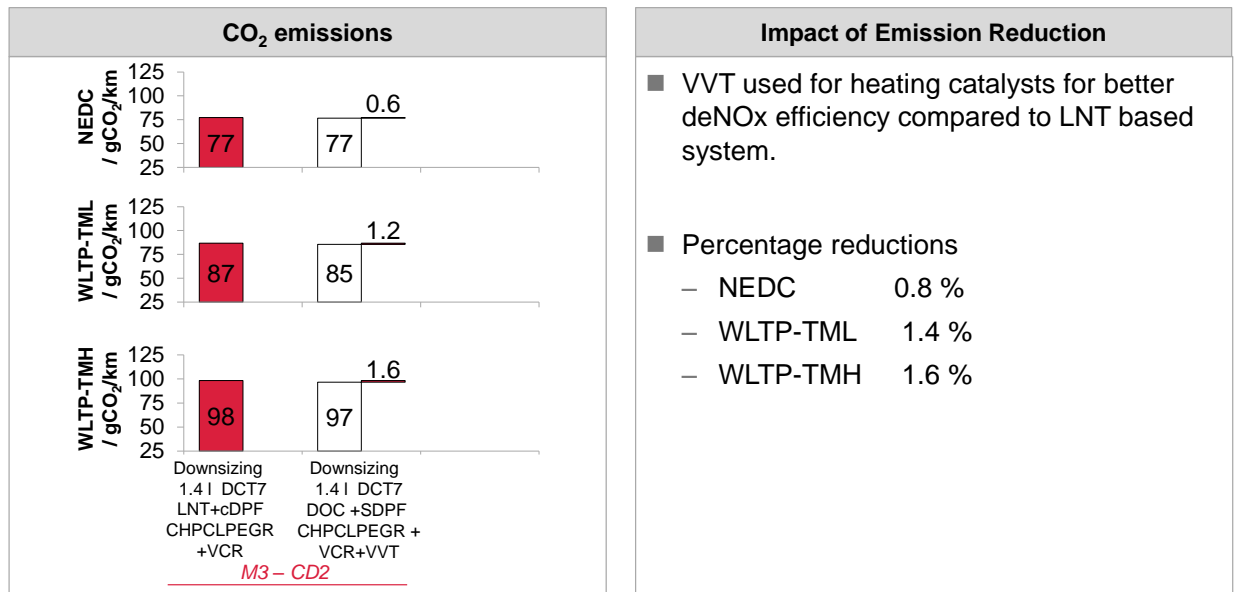 CO₂ emissions
NEDC
/ gCO₂/km
125
100
75
50
25
77
77
0.6
WLTP-TML
/ gCO₂/km
125
100
75
50
25
87
85
1.2
WLTP-TMH
/ gCO₂/km
125
100
75
50
25
98
97
1.6
Downsizing
1.4 l DCT7
LNT+cDPF
CHPCLPEGR
+VCR
Downsizing
1.4 l DCT7
DOC +SDPF
CHPCLPEGR +
VCR+VVT
M3 – CD2
Impact of Emission Reduction
■ VVT used for heating catalysts for better
deNOx efficiency compared to LNT based
system.
■ Percentage reductions
– NEDC 0.8 %
– WLTP-TML 1.4 %
– WLTP-TMH 1.6 %